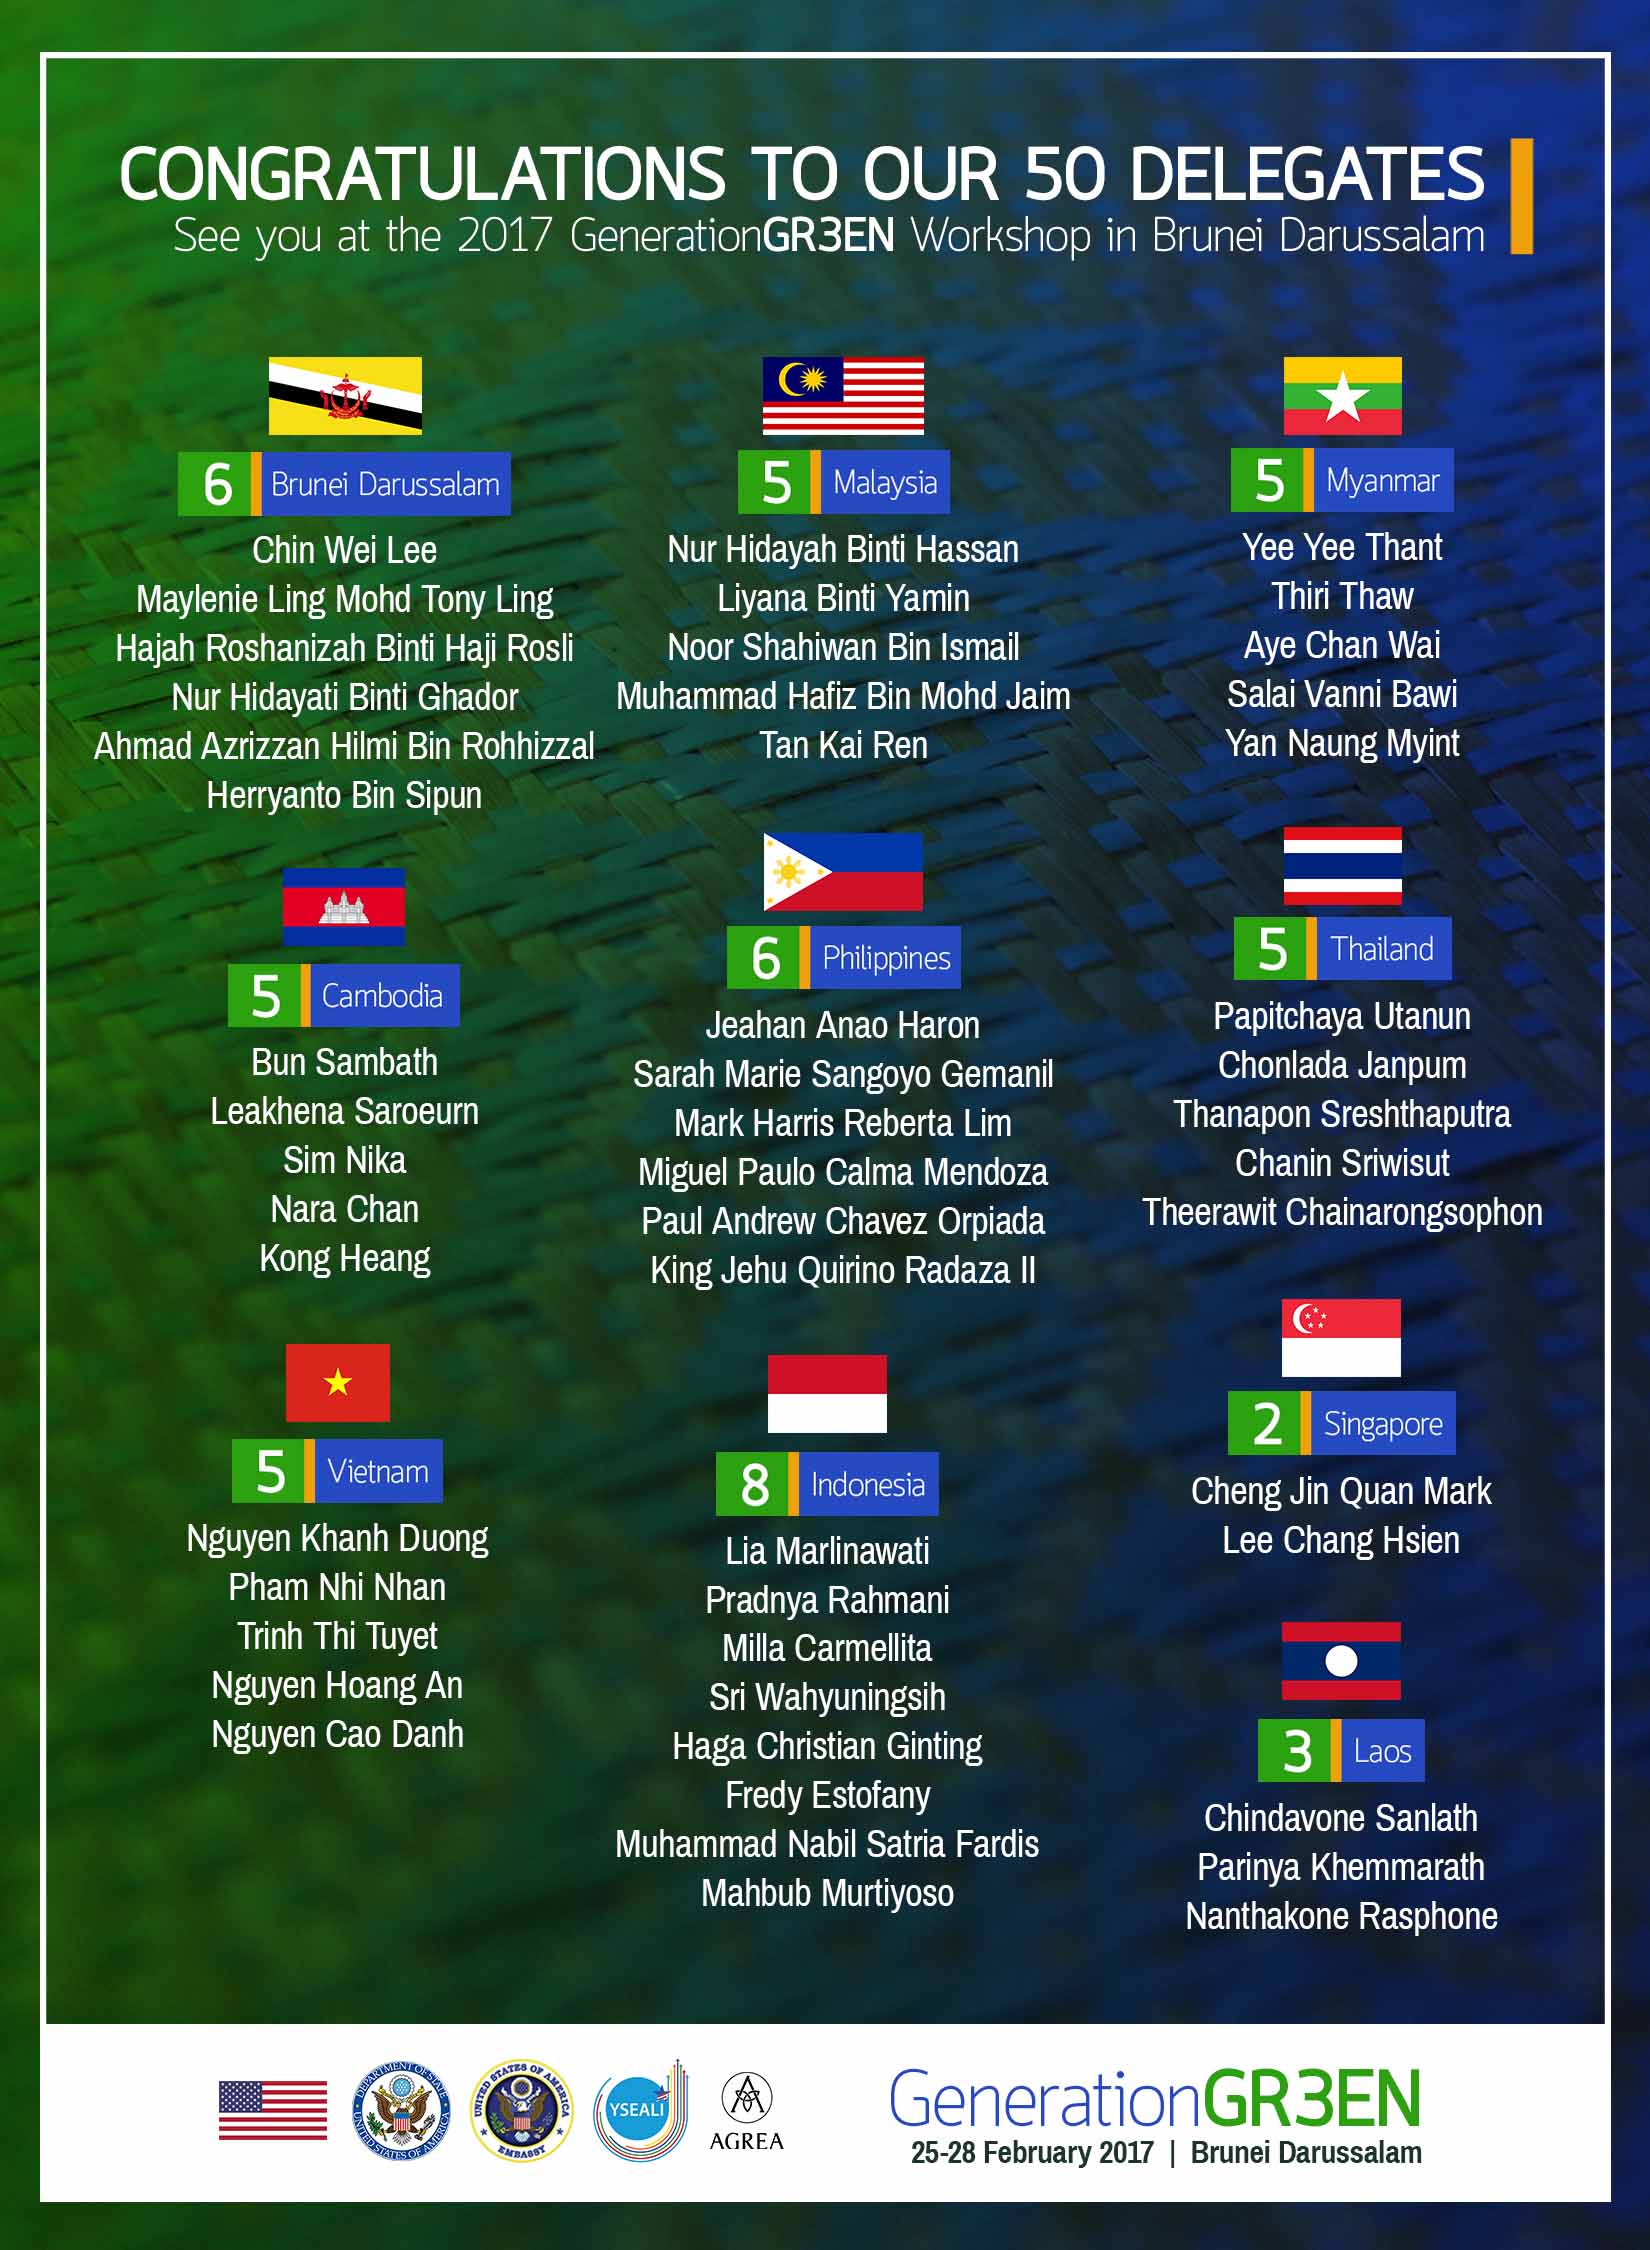 CONGRATULATIONS TO OUR 50 DELEGATES
See you at the 2017 GenerationGR3EN Workshop in Brunei Darussalam
6 Brunei Darussalam
Chin Wei Lee
Maylenie Ling Mohd Tony Ling
Hajah Roshanizah Binti Haji Rosli
Nur Hidayati Binti Ghador
Ahmad Azrizzan Hilmi Bin Rohhizzal
Herryanto Bin Sipun
5 Cambodia
Bun Sambath
Leakhena Saroeurn
Sim Nika
Nara Chan
Kong Heang
5 Vietnam
Nguyen Khanh Duong
Pham Nhi Nhan
Trinh Thi Tuyet
Nguyen Hoang An
Nguyen Cao Danh
5 Malaysia
Nur Hidayah Binti Hassan
Liyana Binti Yamin
Noor Shahiwan Bin Ismail
Muhammad Hafiz Bin Mohd Jaim
Tan Kai Ren
6 Philippines
Jeahan Anao Haron
Sarah Marie Sangoyo Gemanil
Mark Harris Reberta Lim
Miguel Paulo Calma Mendoza
Paul Andrew Chavez Orpiada
King Jehu Quirino Radaza II
8 Indonesia
Lia Marlinawati
Pradnya Rahmani
Milla Carmellita
Sri Wahyuningsih
Haga Christian Ginting
Fredy Estofany
Muhammad Nabil Satria Fardis
Mahbub Murtiyoso
5 Myanmar
Yee Yee Thant
Thiri Thaw
Aye Chan Wai
Salai Vanni Bawi
Yan Naung Myint
5 Thailand
Papitchaya Utanun
Chonlada Janpum
Thanapon Sreshthaputra
Chanin Sriwisut
Theerawit Chainarongsophon
2 Singapore
Cheng Jin Quan Mark
Lee Chang Hsien
3 Laos
Chindavone Sanlath
Parinya Khemmarath
Nanthakone Rasphone
DEPARTMENT OF STATE
UNITED STATES OF AMERICA
UNITED STATES OF AMERICA
EMBASSY
YSEALI
AGREA
GenerationGR3EN
25-28 February 2017 | Brunei Darussalam